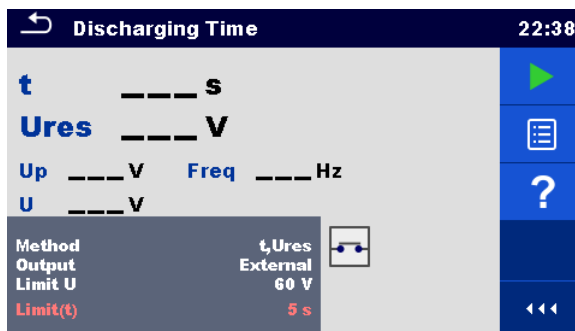 Discharging Time 22:38
t ___ s
Ures ___ V
Up ___ V Freq ___ Hz
U ___ V
?
Method t,Ures
Output External
Limit U 60 V
Limit(t) 5 s